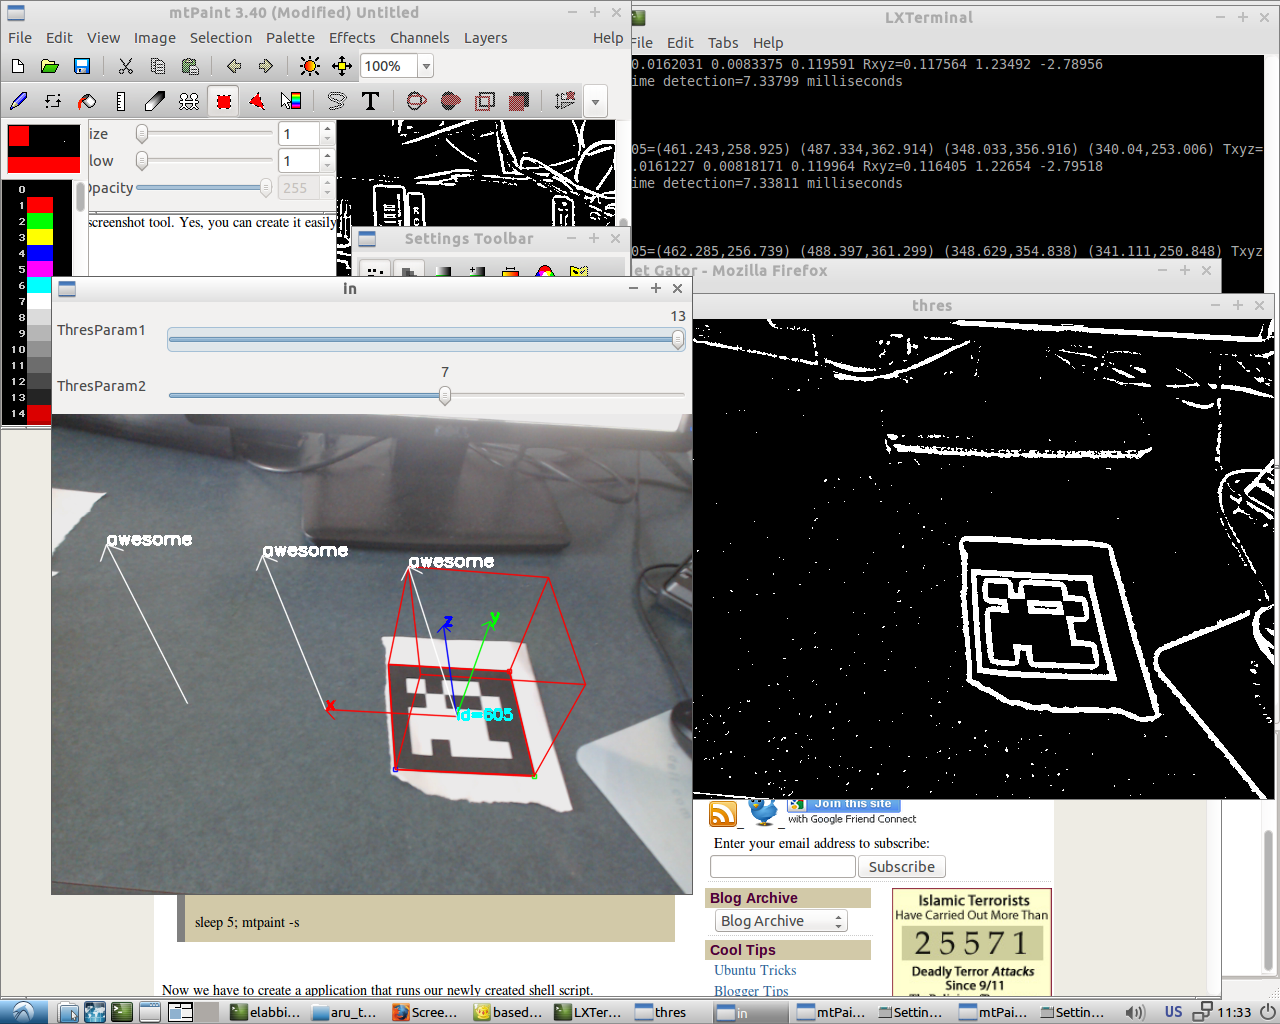 mtPaint 3.40 (Modified) Untitled
File Edit View Image Selection Palette Effects Channels Layers Help
100%
ize 1
low 1
Opacity 255
0
1
2
3
4
5
6
7
8
9
10
11
12
13
14
screenshot tool. Yes, you can create it easily
Settings Toolbar
LXTerminal
File Edit Tabs Help
0.0162031 0.0083375 0.119591 Rxyz=0.117564 1.23492 -2.78956
ime detection=7.33799 milliseconds
05=(461.243,258.925) (487.334,362.914) (348.033,356.916) (340.04,253.006) Txyz=
.0161227 0.00818171 0.119964 Rxyz=0.116405 1.22654 -2.79518
ime detection=7.33811 milliseconds
05=(462.285,256.739) (488.397,361.299) (348.629,354.838) (341.111,250.848) Txyz
et Gator - Mozilla Firefox
in
ThresParam1 13
ThresParam2 7
awesome
awesome
awesome
z
y
x
id=605
thres
Join this site
with Google Friend Connect
Enter your email address to subscribe:
Subscribe
Blog Archive
Blog Archive
Cool Tips
Ubuntu Tricks
Blogger Tips
Islamic Terrorists
Have Carried Out More Than
25571
Deadly Terror Attacks
Since 9/11
sleep 5; mtpaint -s
Now we have to create a application that runs our newly created shell script.
elabbi...
aru_t...
Scree...
based...
LXTer...
thres
in
mtPai...
Settin...
mtPai...
Settin...
US
11:33